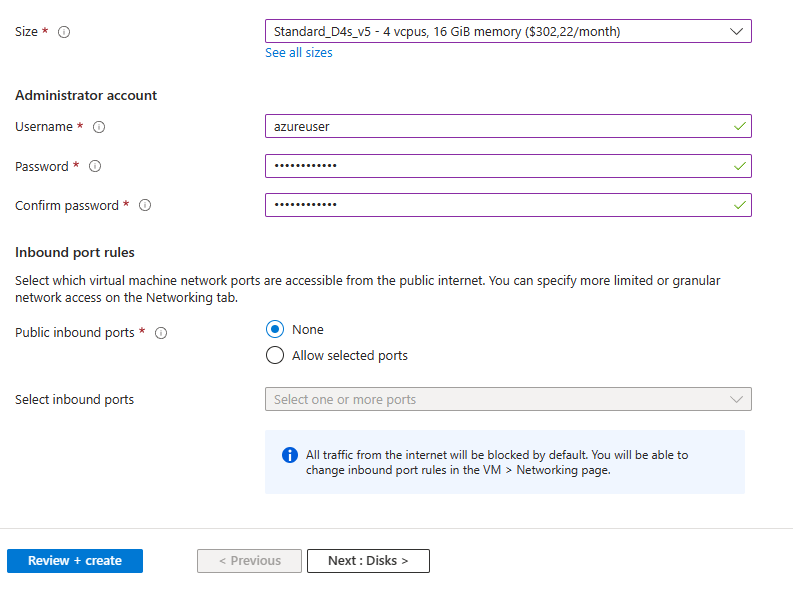 Size *
Standard_D4s_v5 - 4 vcpus, 16 GiB memory ($302,22/month)
See all sizes
Administrator account
Username *
azureuser
Password *
••••••••••••
Confirm password *
••••••••••••
Inbound port rules
Select which virtual machine network ports are accessible from the public internet. You can specify more limited or granular
network access on the Networking tab.
Public inbound ports *
None
Allow selected ports
Select inbound ports
Select one or more ports
All traffic from the internet will be blocked by default. You will be able to
change inbound port rules in the VM > Networking page.
Review + create
< Previous
Next : Disks >